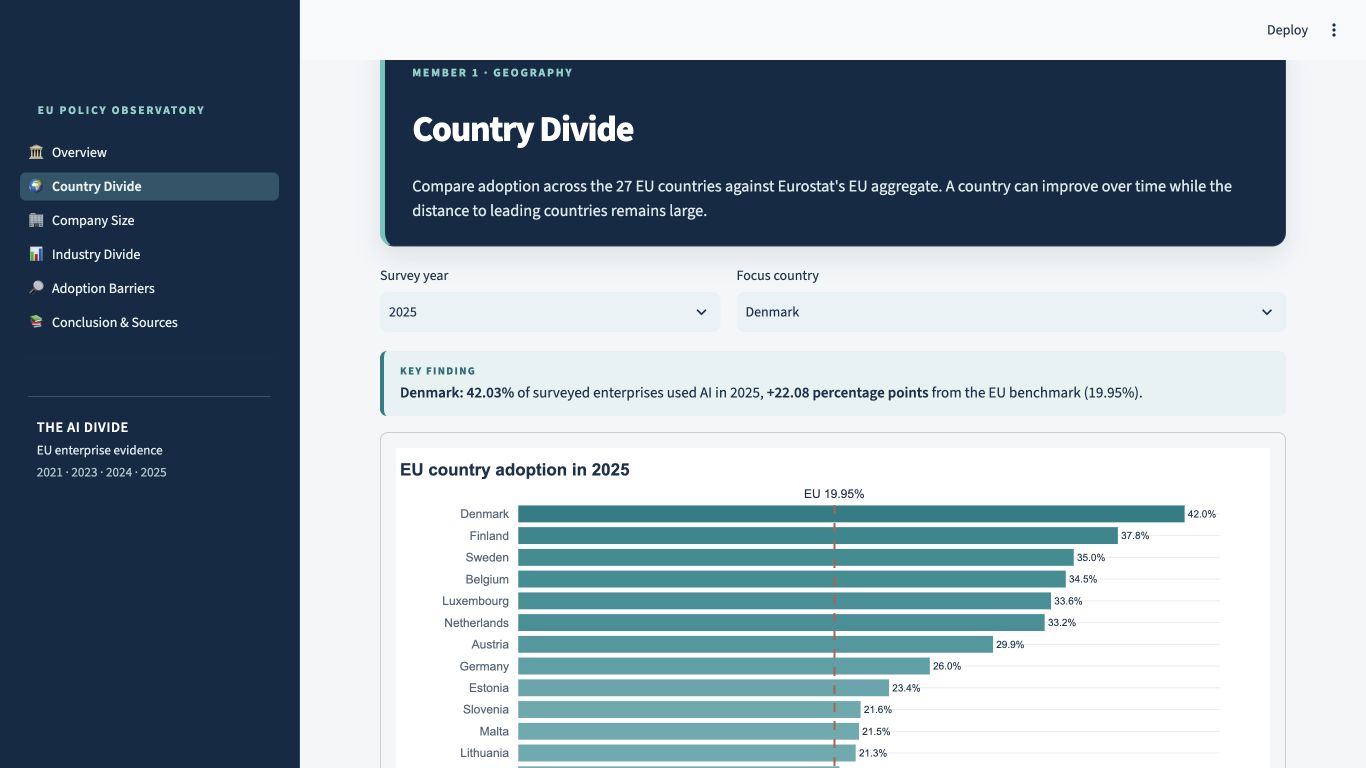 Deploy
EU POLICY OBSERVATORY
Overview
Country Divide
Company Size
Industry Divide
Adoption Barriers
Conclusion & Sources
THE AI DIVIDE
EU enterprise evidence
2021 · 2023 · 2024 · 2025
MEMBER 1 · GEOGRAPHY
Country Divide
Compare adoption across the 27 EU countries against Eurostat's EU aggregate. A country can improve over time while the
distance to leading countries remains large.
Survey year
Focus country
2025
Denmark
KEY FINDING
Denmark: 42.03% of surveyed enterprises used AI in 2025, +22.08 percentage points from the EU benchmark (19.95%).
EU country adoption in 2025
EU 19.95%
Denmark 42.0%
Finland 37.8%
Sweden 35.0%
Belgium 34.5%
Luxembourg 33.6%
Netherlands 33.2%
Austria 29.9%
Germany 26.0%
Estonia 23.4%
Slovenia 21.6%
Malta 21.5%
Lithuania 21.3%